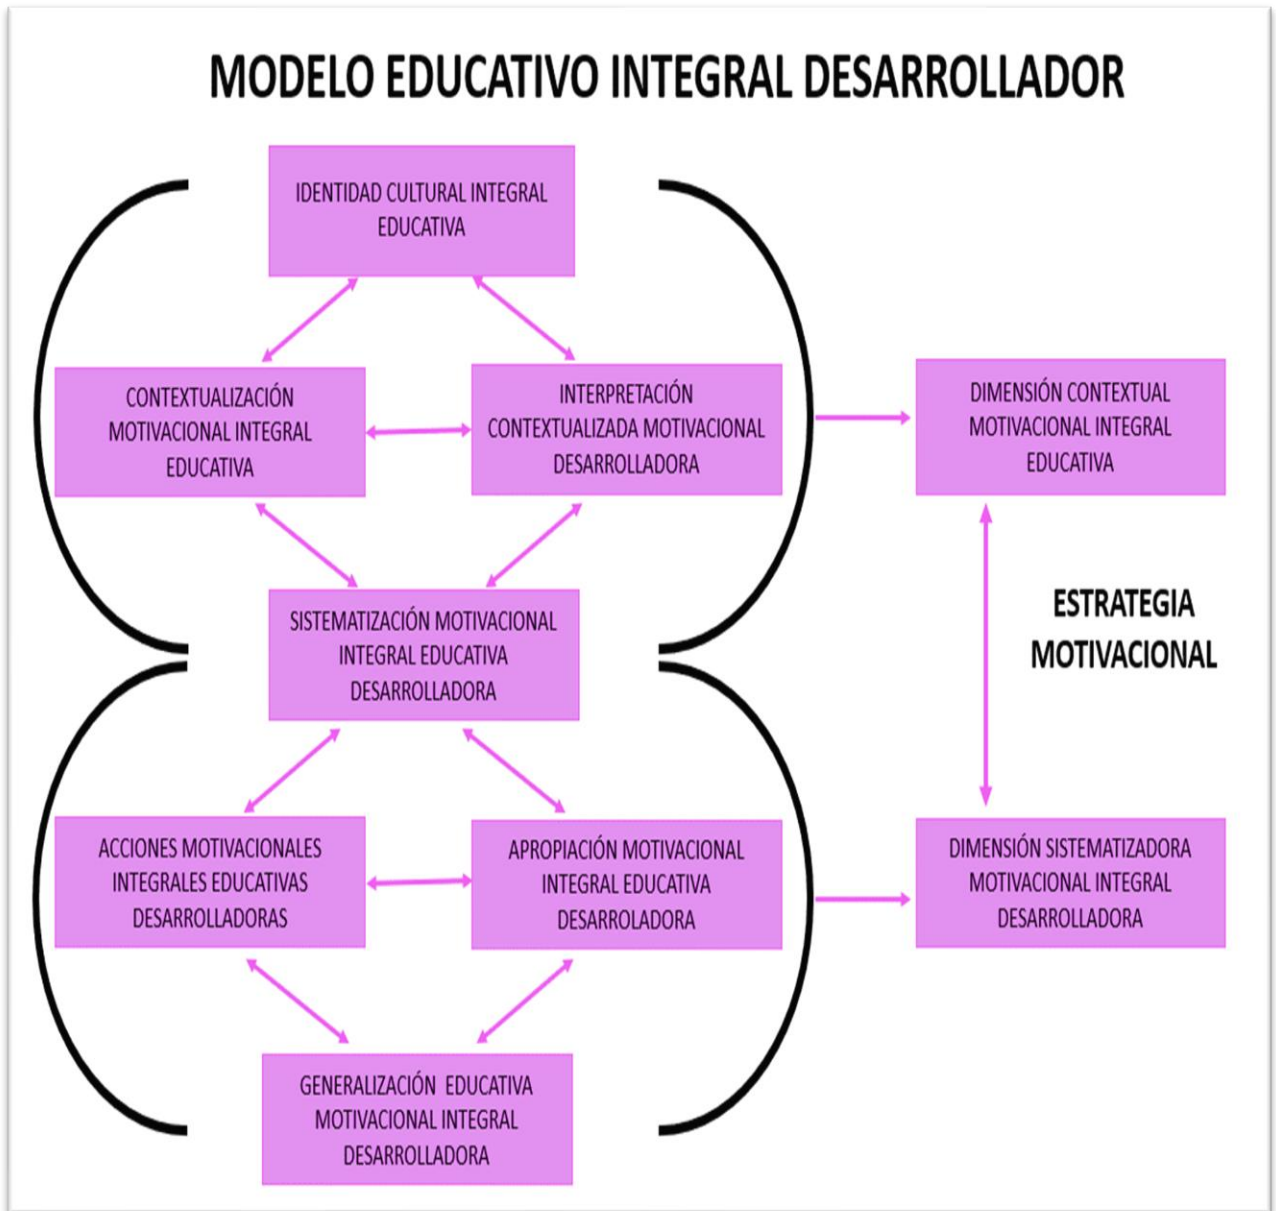 MODELO EDUCATIVO INTEGRAL DESARROLLADOR
IDENTIDAD CULTURAL INTEGRAL
EDUCATIVA
CONTEXTUALIZACIÓN
MOTIVACIONAL INTEGRAL
EDUCATIVA
INTERPRETACIÓN
CONTEXTUALIZADA MOTIVACIONAL
DESARROLLADORA
DIMENSIÓN CONTEXTUAL
MOTIVACIONAL INTEGRAL
EDUCATIVA
SISTEMATIZACIÓN MOTIVACIONAL
INTEGRAL EDUCATIVA
DESARROLLADORA
ESTRATEGIA
MOTIVACIONAL
ACCIONES MOTIVACIONALES
INTEGRALES EDUCATIVAS
DESARROLLADORAS
APROPIACIÓN MOTIVACIONAL
INTEGRAL EDUCATIVA
DESARROLADORA
DIMENSIÓN SISTEMATIZADORA
MOTIVACIONAL INTEGRAL
DESARROLLADORA
GENERALIZACIÓN EDUCATIVA
MOTIVACIONAL INTEGRAL
DESARROLLADORA